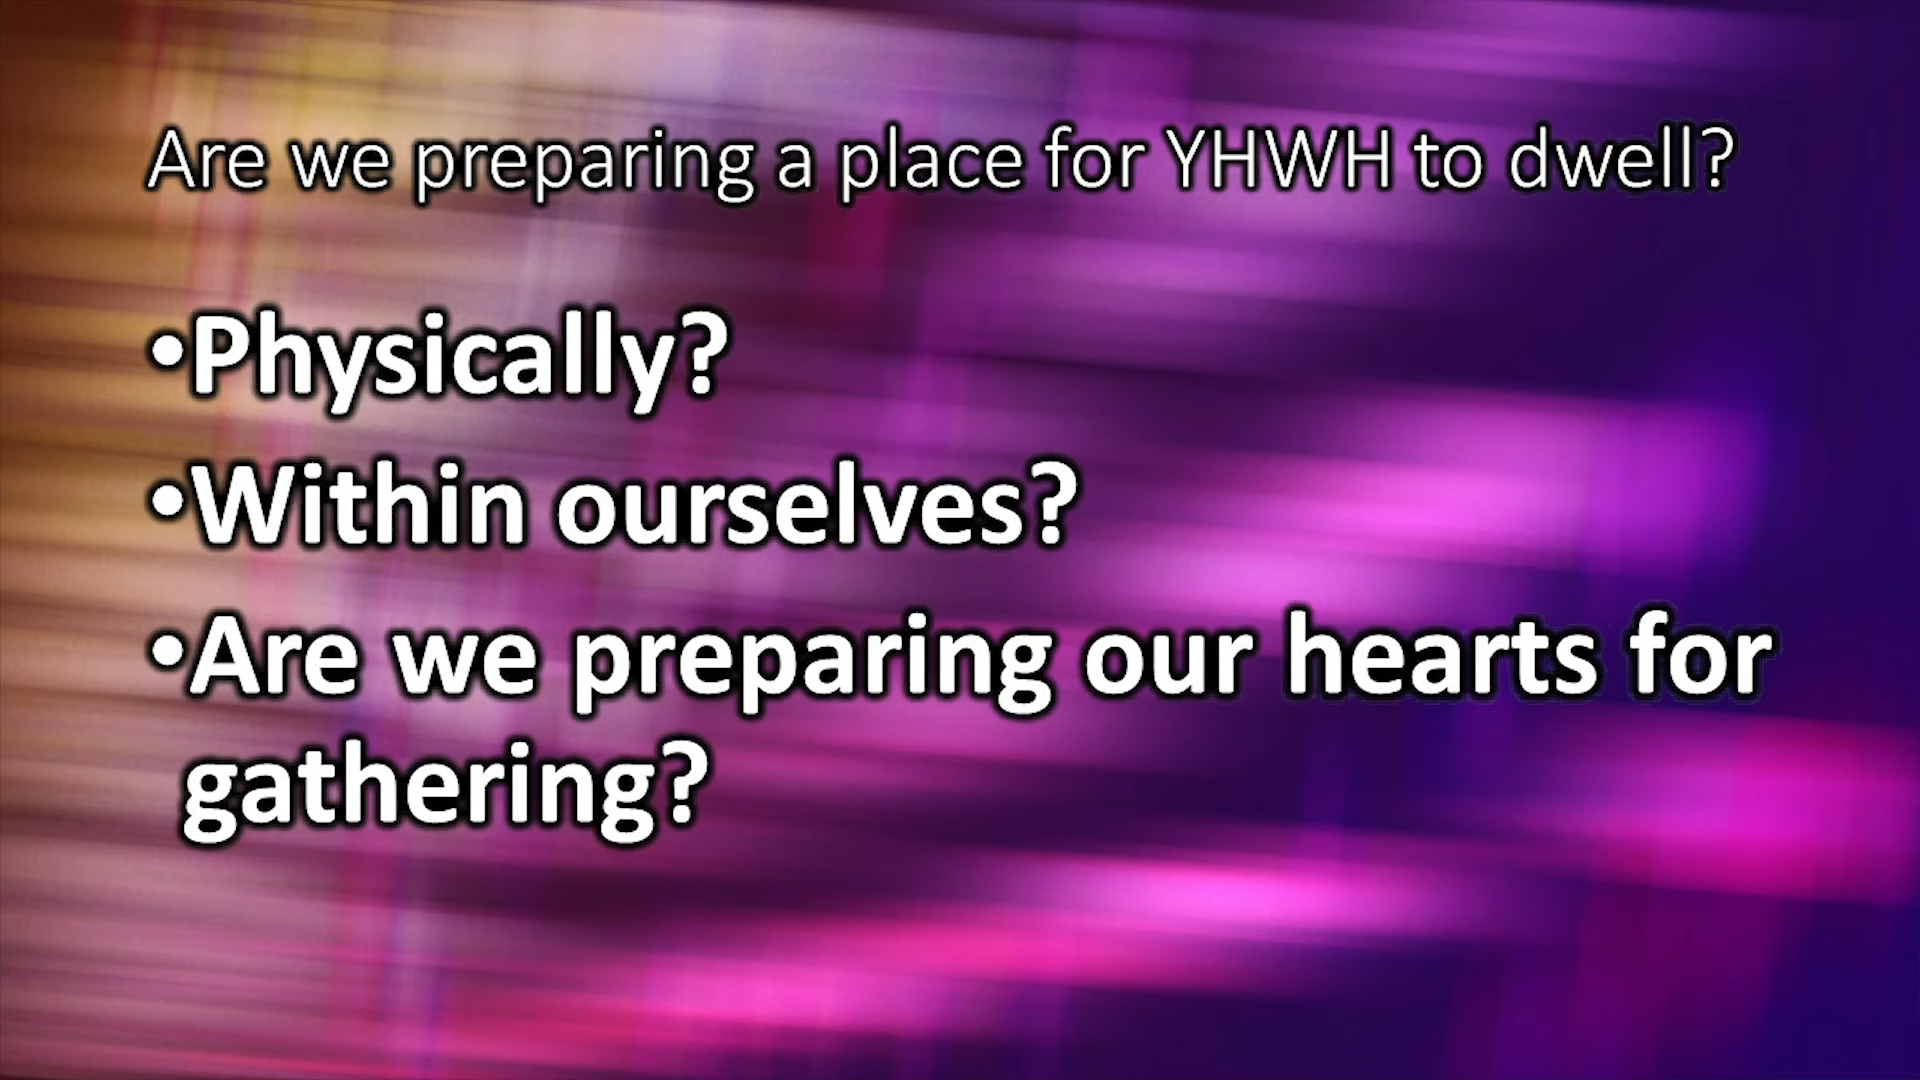 Are we preparing a place for YHWH to dwell?
•Physically?
•Within ourselves?
•Are we preparing our hearts for
gathering?